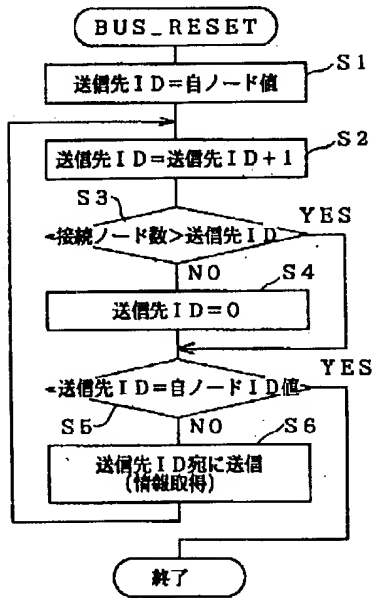 BUS_RESET
S1
送信先ID=自ノード値
S2
送信先ID=送信先ID+1
S3
接続ノード数>送信先ID
YES
NO
S4
送信先ID=0
送信先ID=自ノードID値
YES
S5
NO
S6
送信先ID宛に送信
(情報取得)
終了